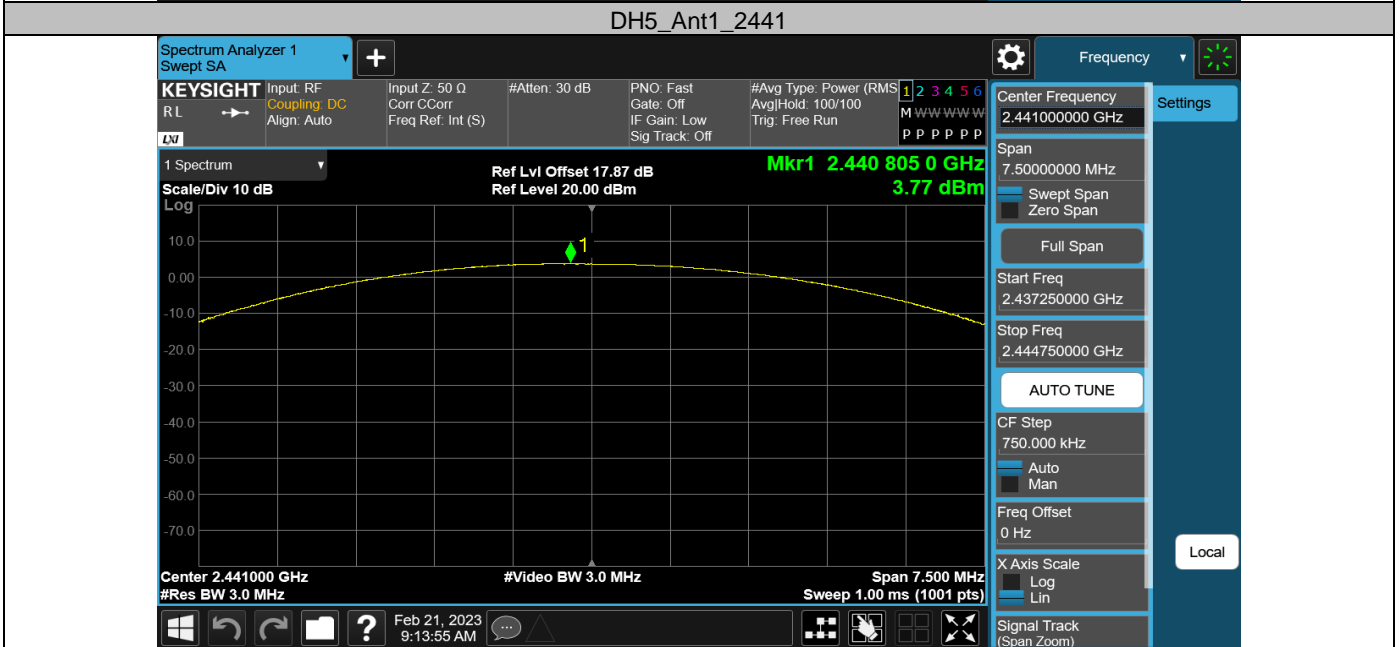 DH5_Ant1_2441
Spectrum Analyzer 1
Swept SA
+
Frequency
KEYSIGHT
RL
LXI
Input: RF
Coupling: DC
Align: Auto
Input Z: 50 Ω
Corr CCorr
Freq Ref: Int (S)
#Atten: 30 dB
PNO: Fast
Gate: Off
IF Gain: Low
Sig Track: Off
#Avg Type: Power (RMS
Avg|Hold: 100/100
Trig: Free Run
1 2 3 4 5 6
M W W W W W
P P P P P P
1 Spectrum
Scale/Div 10 dB
Log
Ref Lvl Offset 17.87 dB
Ref Level 20.00 dBm
Mkr1 2.440 805 0 GHz
3.77 dBm
1
10.0
0.00
-10.0
-20.0
-30.0
-40.0
-50.0
-60.0
-70.0
Center 2.441000 GHz
#Video BW 3.0 MHz
Span 7.500 MHz
#Res BW 3.0 MHz
Sweep 1.00 ms (1001 pts)
Center Frequency
2.441000000 GHz
Settings
Span
7.50000000 MHz
Swept Span
Zero Span
Full Span
Start Freq
2.437250000 GHz
Stop Freq
2.444750000 GHz
AUTO TUNE
CF Step
750.000 kHz
Auto
Man
Freq Offset
0 Hz
X Axis Scale
Log
Lin
Local
Signal Track
(Span Zoom)
?
Feb 21, 2023
9:13:55 AM